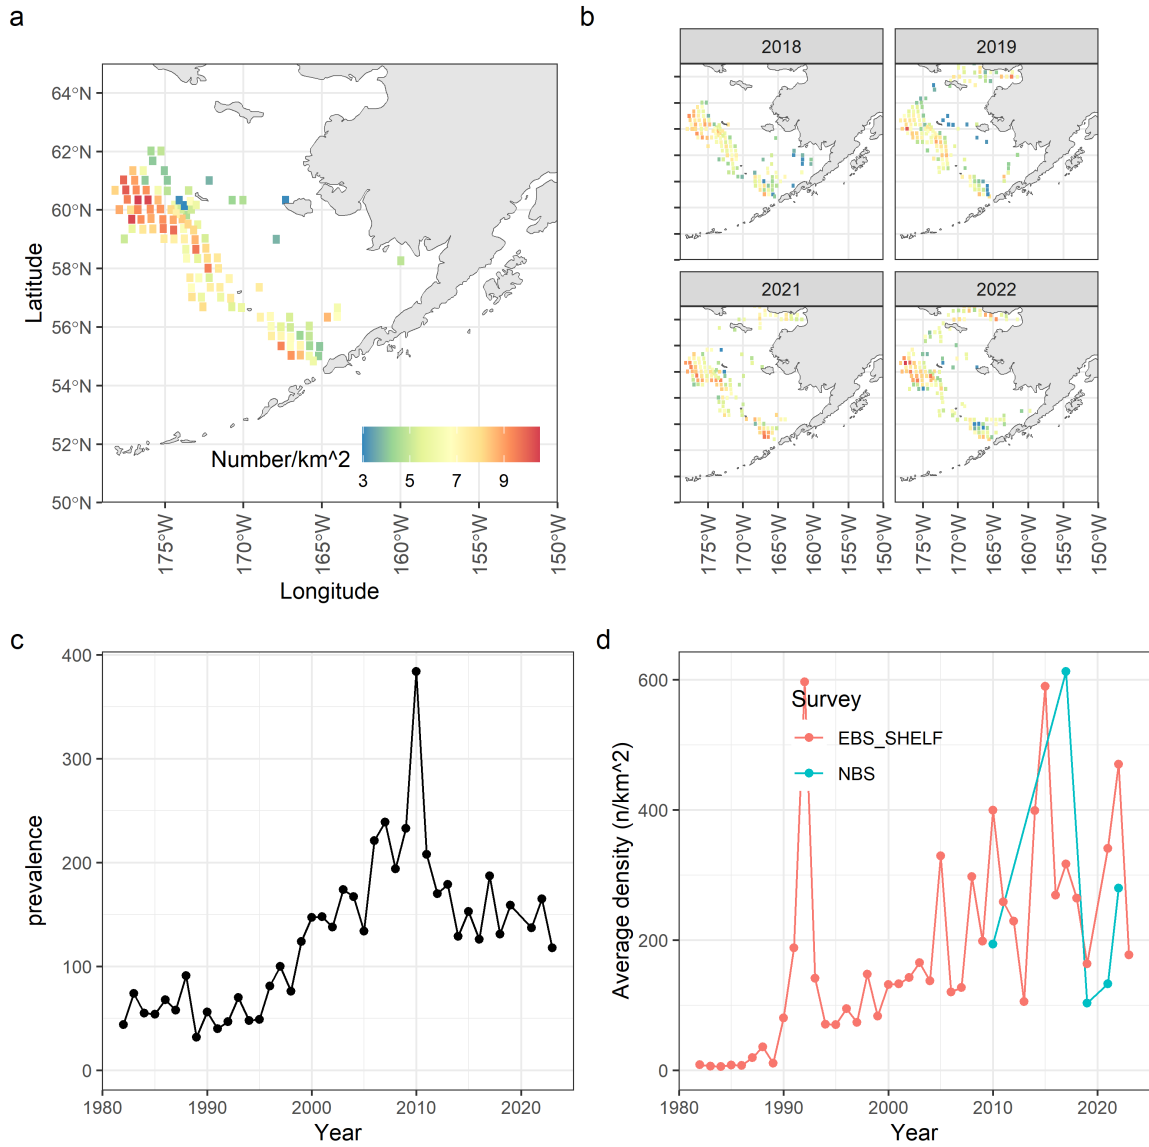 a
64°N
62°N
60°N
58°N
56°N
54°N
52°N
50°N
Latitude
Number/km^2
3 5 7 9
175°W 170°W 165°W 160°W 155°W 150°W
Longitude
b
2018 2019
2021 2022
175°W 170°W 165°W 160°W 155°W 150°W 175°W 170°W 165°W 160°W 155°W 150°W
c
400
300
200
100
0
prevalence
1980 1990 2000 2010 2020
Year
d
600
400
200
0
Average density (n/km^2)
Survey
EBS_SHELF
NBS
1980 1990 2000 2010 2020
Year